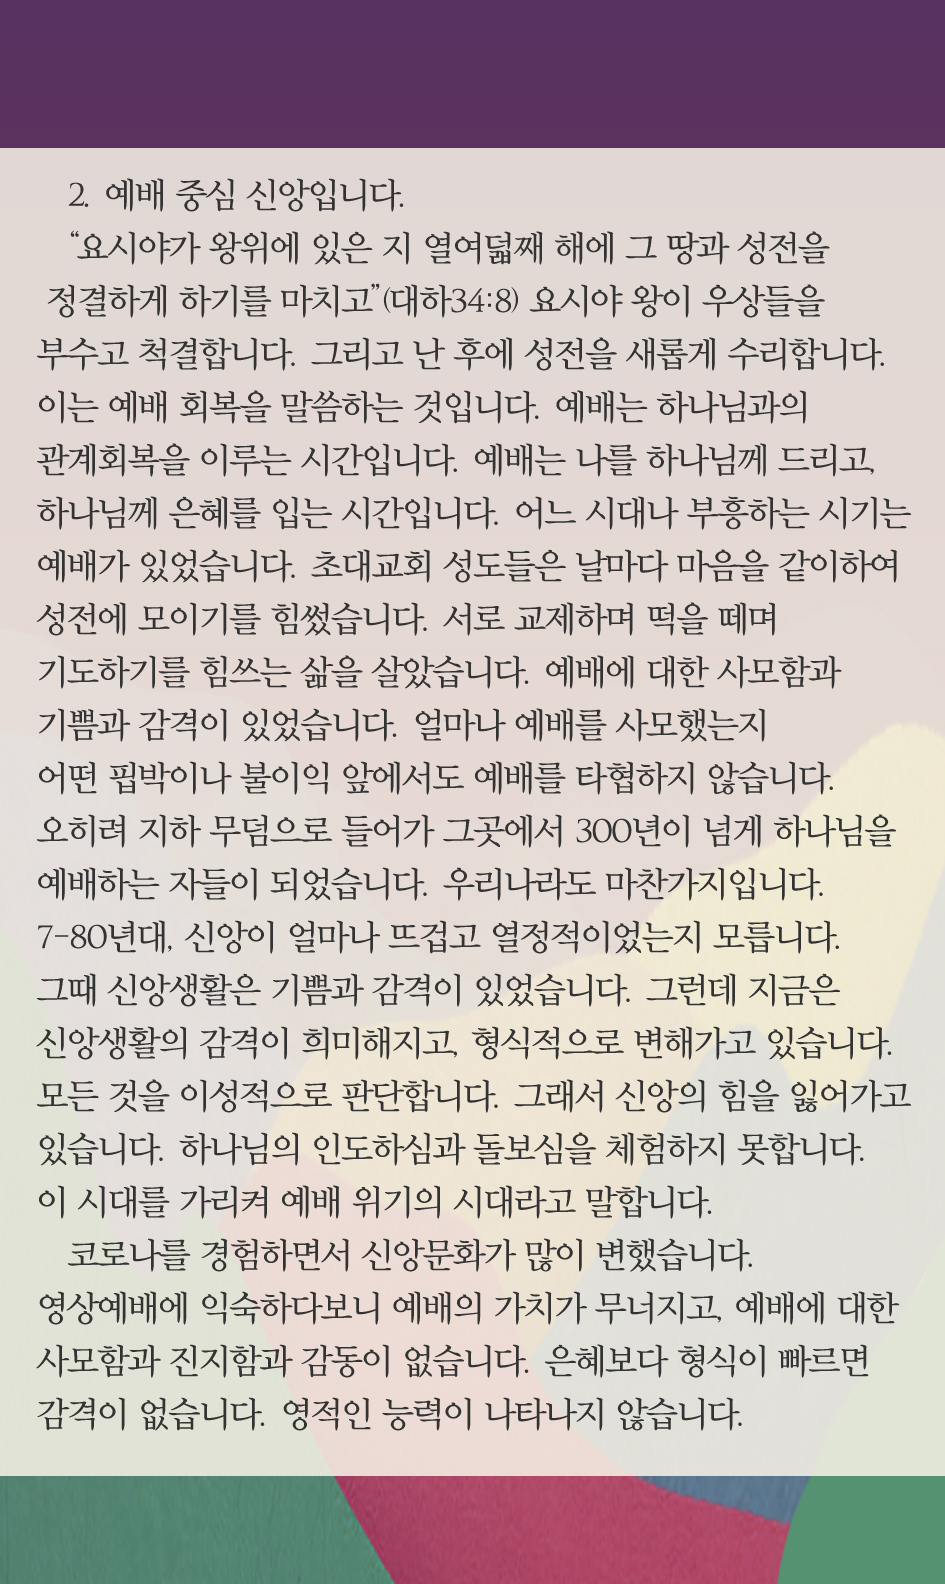 2. 예배 중심 신앙입니다.
“요시야가 왕위에 있은 지 열여덟째 해에 그 땅과 성전을
정결하게 하기를 마치고”(대하34:8) 요시야 왕이 우상들을
부수고 척결합니다. 그리고 난 후에 성전을 새롭게 수리합니다.
이는 예배 회복을 말씀하는 것입니다. 예배는 하나님과의
관계회복을 이루는 시간입니다. 예배는 나를 하나님께 드리고,
하나님께 은혜를 입는 시간입니다. 어느 시대나 부흥하는 시기는
예배가 있었습니다. 초대교회 성도들은 날마다 마음을 같이하여
성전에 모이기를 힘썼습니다. 서로 교제하며 떡을 떼며
기도하기를 힘쓰는 삶을 살았습니다. 예배에 대한 사모함과
기쁨과 감격이 있었습니다. 얼마나 예배를 사모했는지
어떤 핍박이나 불이익 앞에서도 예배를 타협하지 않습니다.
오히려 지하 무덤으로 들어가 그곳에서 300년이 넘게 하나님을
예배하는 자들이 되었습니다. 우리나라도 마찬가지입니다.
7-80년대, 신앙이 얼마나 뜨겁고 열정적이었는지 모릅니다.
그때 신앙생활은 기쁨과 감격이 있었습니다. 그런데 지금은
신앙생활의 감격이 희미해지고, 형식적으로 변해가고 있습니다.
모든 것을 이성적으로 판단합니다. 그래서 신앙의 힘을 잃어가고
있습니다. 하나님의 인도하심과 돌보심을 체험하지 못합니다.
이 시대를 가리켜 예배 위기의 시대라고 말합니다.
코로나를 경험하면서 신앙문화가 많이 변했습니다.
영상예배에 익숙하다보니 예배의 가치가 무너지고, 예배에 대한
사모함과 진지함과 감동이 없습니다. 은혜보다 형식이 빠르면
감격이 없습니다. 영적인 능력이 나타나지 않습니다.